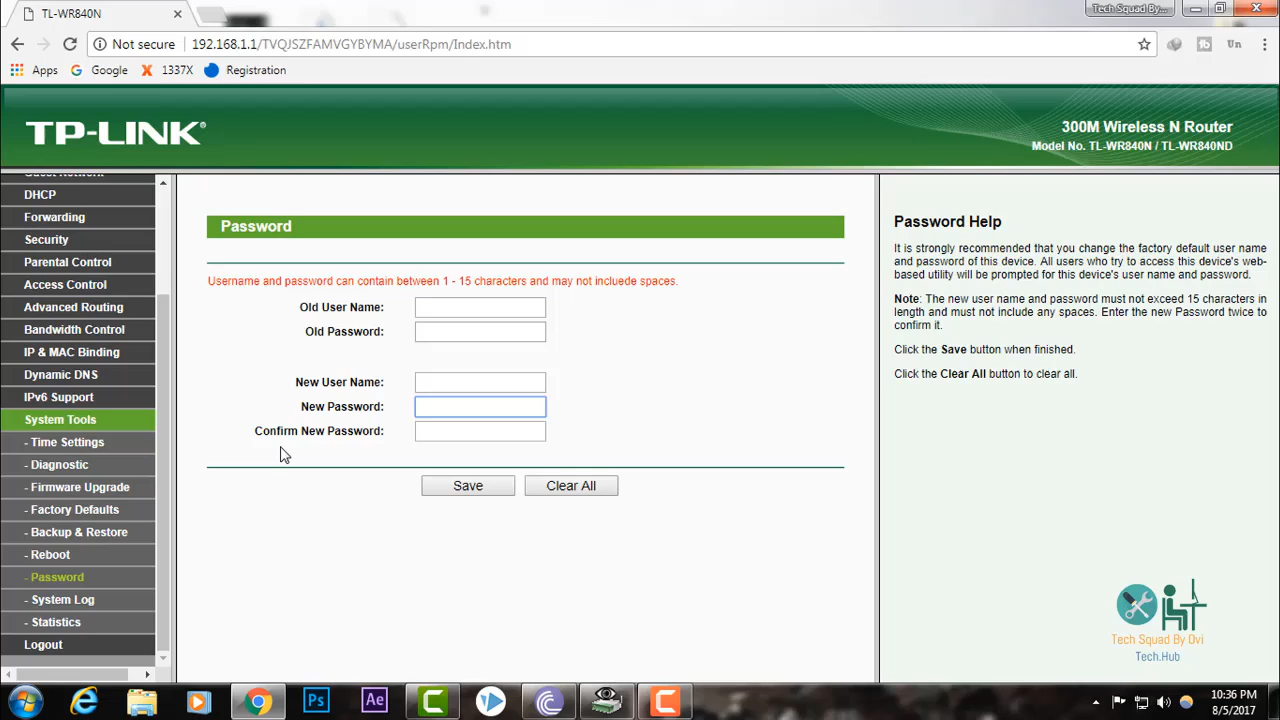 TL-WR840N
Tech Squad By...
Not secure
192.168.1.1/TVQJSZFAMVGYBYMA/userRpm/Index.htm
Un
Apps
Google
1337X
Registration
TP-LINK®
300M Wireless N Router
Model No. TL-WR840N / TL-WR840ND
Guest Network
DHCP
Forwarding
Security
Parental Control
Access Control
Advanced Routing
Bandwidth Control
IP & MAC Binding
Dynamic DNS
IPv6 Support
System Tools
- Time Settings
- Diagnostic
- Firmware Upgrade
- Factory Defaults
- Backup & Restore
- Reboot
- Password
- System Log
- Statistics
Logout
Password
Username and password can contain between 1 - 15 characters and may not incluede spaces.
Old User Name:
Old Password:
New User Name:
New Password:
Confirm New Password:
Save
Clear All
Password Help
It is strongly recommended that you change the factory default user name
and password of this device. All users who try to access this device's web-
based utility will be prompted for this device's user name and password.
Note: The new user name and password must not exceed 15 characters in
length and must not include any spaces. Enter the new Password twice to
confirm it.
Click the Save button when finished.
Click the Clear All button to clear all.
Tech Squad By Ovi
Tech.Hub
Ps
Ae
C
C
10:36 PM
8/5/2017